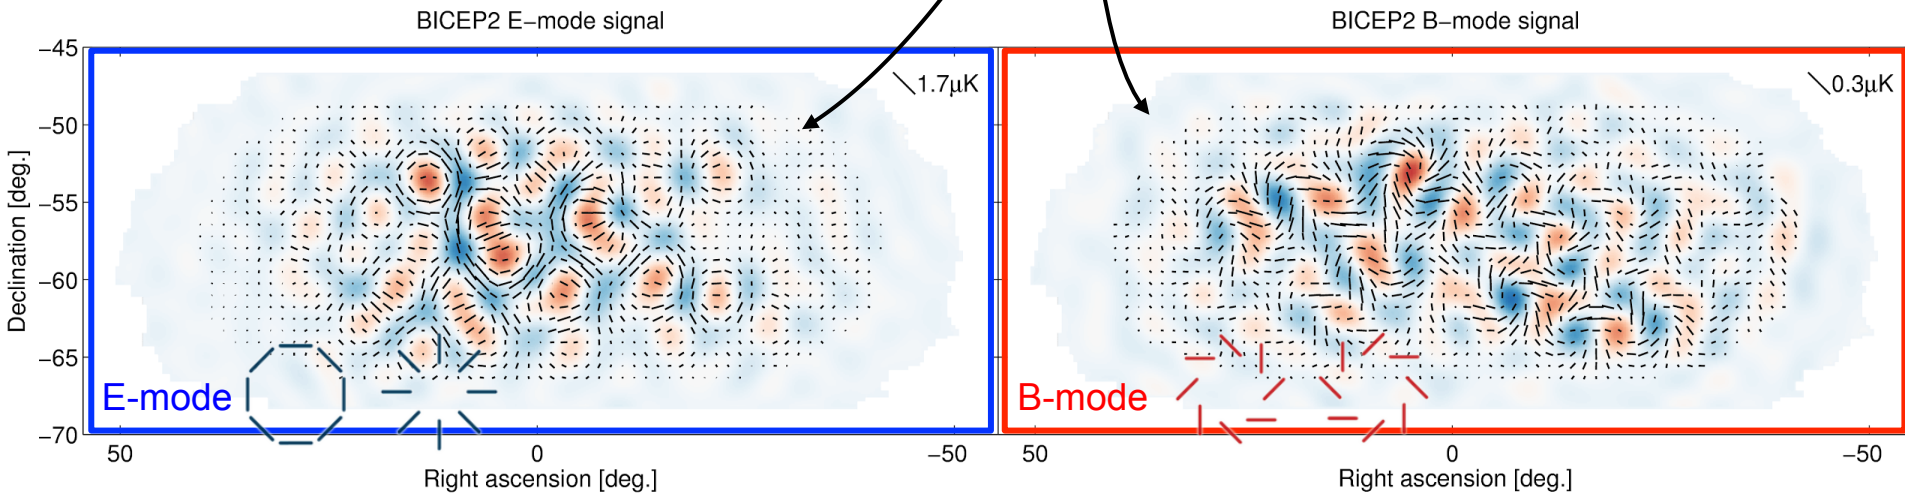 BICEP2 E−mode signal
BICEP2 B−mode signal
−45
−50
−55
−60
−65
−70
Declination [deg.]
1.7μK
0.3μK
E-mode
B-mode
50
0
−50
50
0
−50
Right ascension [deg.]
Right ascension [deg.]